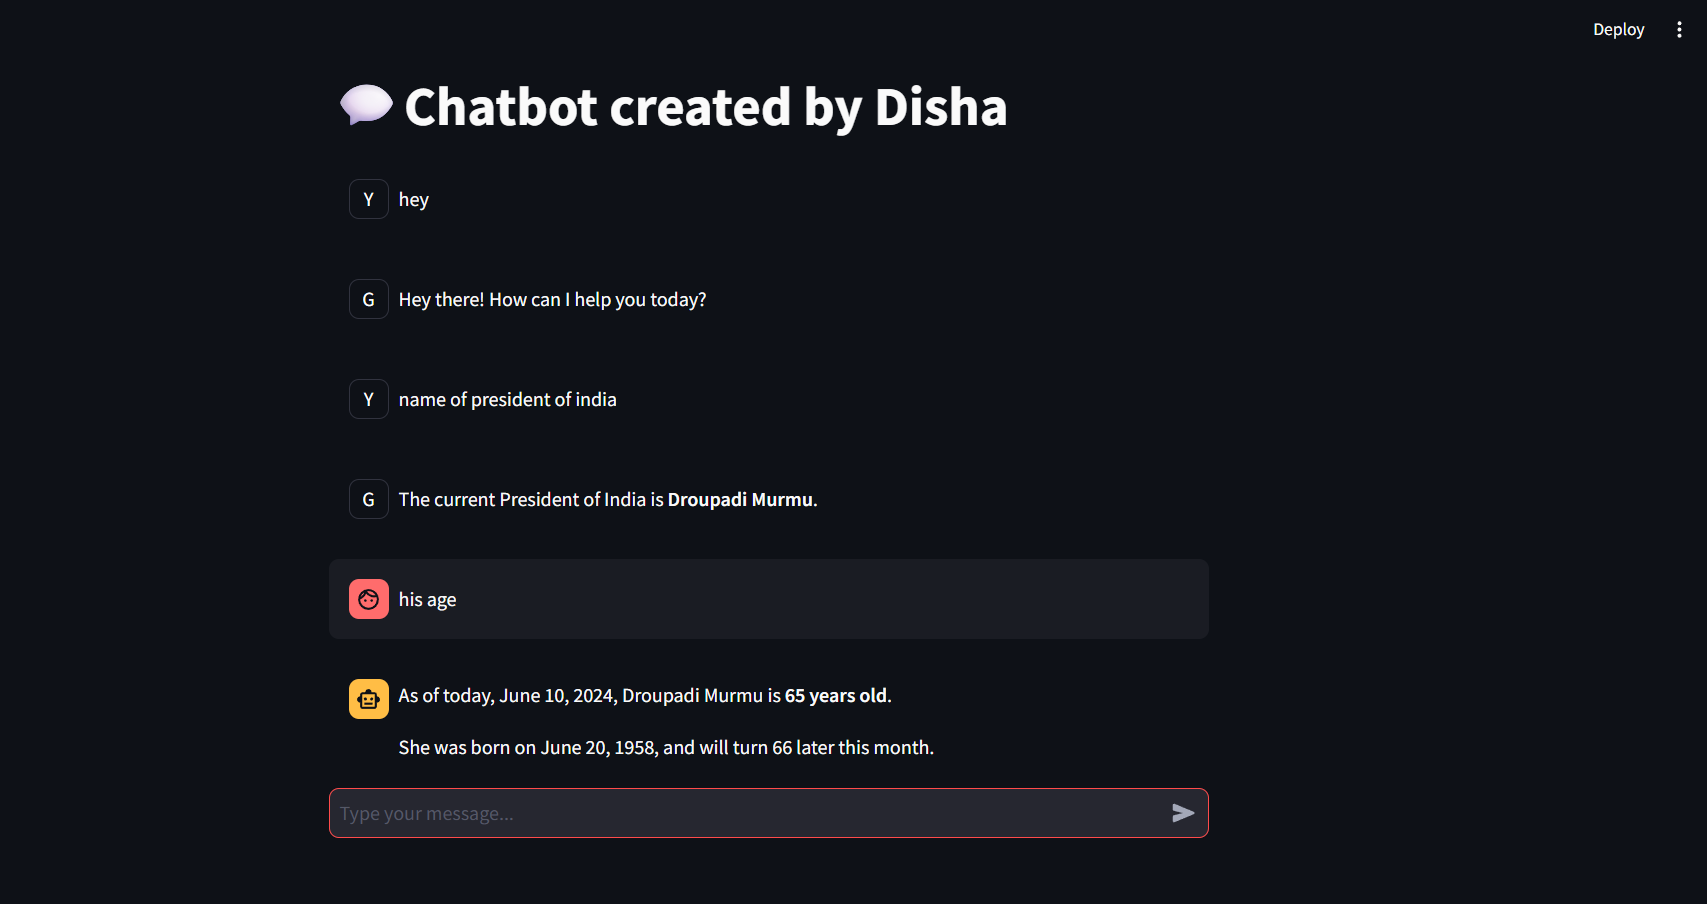 Deploy
Chatbot created by Disha
Y hey
G Hey there! How can I help you today?
Y name of president of india
G The current President of India is Droupadi Murmu.
his age
As of today, June 10, 2024, Droupadi Murmu is 65 years old.
She was born on June 20, 1958, and will turn 66 later this month.
Type your message...